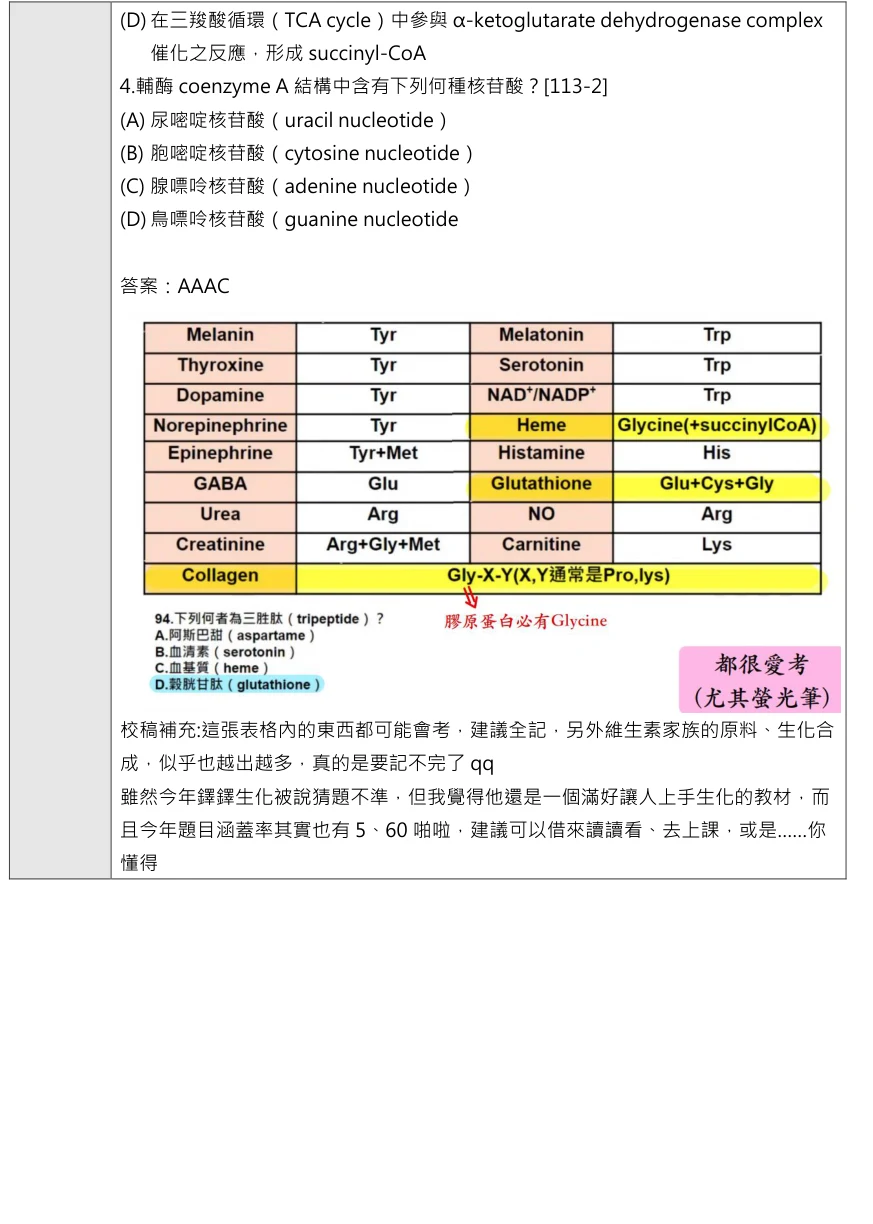 (D) 在三羧酸循環（TCA cycle）中參與 α-ketoglutarate dehydrogenase complex
催化之反應，形成 succinyl-CoA
4.輔酶 coenzyme A 結構中含有下列何種核苷酸？[113-2]
(A) 尿嘧啶核苷酸（uracil nucleotide）
(B) 胞嘧啶核苷酸（cytosine nucleotide）
(C) 腺嘌呤核苷酸（adenine nucleotide）
(D) 鳥嘌呤核苷酸（guanine nucleotide
答案：AAAC
Melanin Tyr Melatonin Trp
Thyroxine Tyr Serotonin Trp
Dopamine Tyr NAD⁺/NADP⁺ Trp
Norepinephrine Tyr Heme Glycine(+succinylCoA)
Epinephrine Tyr+Met Histamine His
GABA Glu Glutathione Glu+Cys+Gly
Urea Arg NO Arg
Creatinine Arg+Gly+Met Carnitine Lys
Collagen Gly-X-Y(X,Y通常是Pro,lys)
膠原蛋白必有Glycine
94.下列何者為三胜肽（tripeptide）？
A.阿斯巴甜（aspartame）
B.血清素（serotonin）
C.血基質（heme）
D.穀胱甘肽（glutathione）
都很愛考
(尤其螢光筆)
校稿補充:這張表格內的東西都可能會考，建議全記，另外維生素家族的原料、生化合
成，似乎也越出越多，真的是要記不完了 qq
雖然今年鐸鐸生化被說猜題不準，但我覺得他還是一個滿好讓人上手生化的教材，而
且今年題目涵蓋率其實也有 5、60 啪啦，建議可以借來讀讀看、去上課，或是……你
懂得